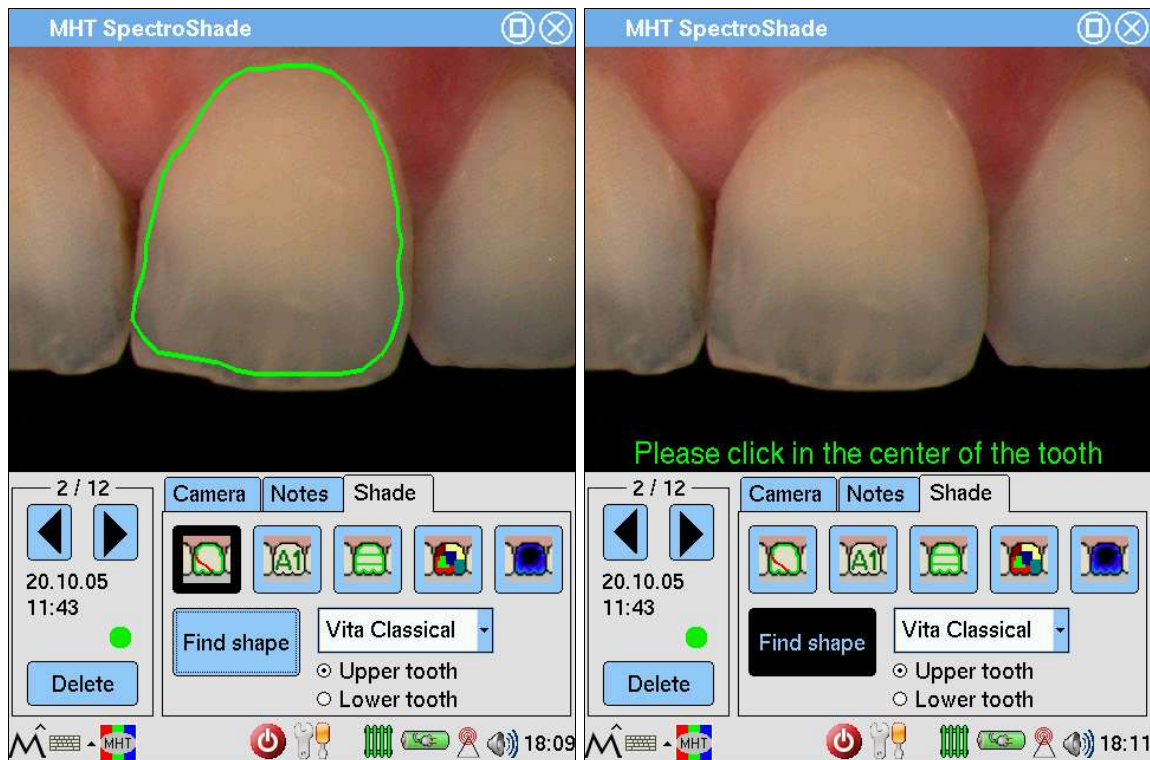 MHT SpectroShade
2 / 12
Camera Notes Shade
A1
20.10.05
11:43
Find shape
Vita Classical
Upper tooth
Lower tooth
Delete
MHT
18:09
MHT SpectroShade
Please click in the center of the tooth
2 / 12
Camera Notes Shade
A1
20.10.05
11:43
Find shape
Vita Classical
Upper tooth
Lower tooth
Delete
MHT
18:11